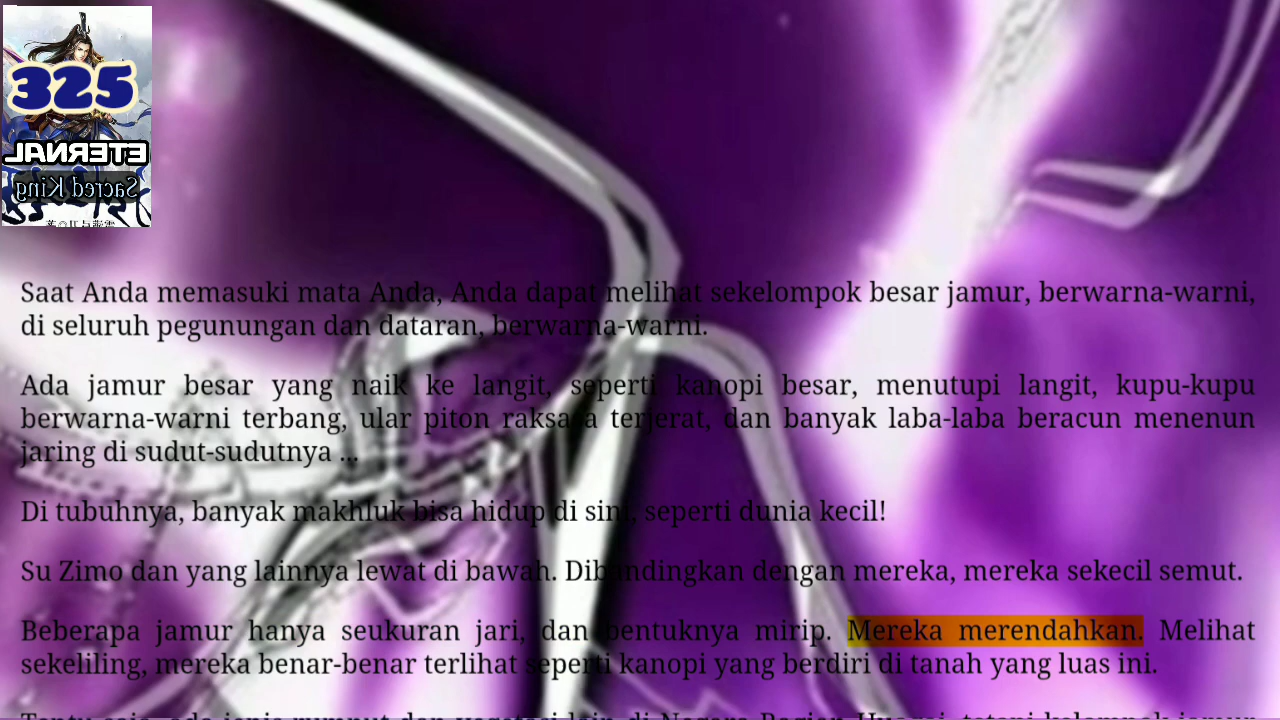 325
ETERNAL
Sacred King
Saat Anda memasuki mata Anda, Anda dapat melihat sekelompok besar jamur, berwarna-warni,
di seluruh pegunungan dan dataran, berwarna-warni.
Ada jamur besar yang naik ke langit, seperti kanopi besar, menutupi langit, kupu-kupu
berwarna-warni terbang, ular piton raksasa terjerat, dan banyak laba-laba beracun menenun
jaring di sudut-sudutnya ...
Di tubuhnya, banyak makhluk bisa hidup di sini, seperti dunia kecil!
Su Zimo dan yang lainnya lewat di bawah. Dibandingkan dengan mereka, mereka sekecil semut.
Beberapa jamur hanya seukuran jari, dan bentuknya mirip. Mereka merendahkan. Melihat
sekeliling, mereka benar-benar terlihat seperti kanopi yang berdiri di tanah yang luas ini.